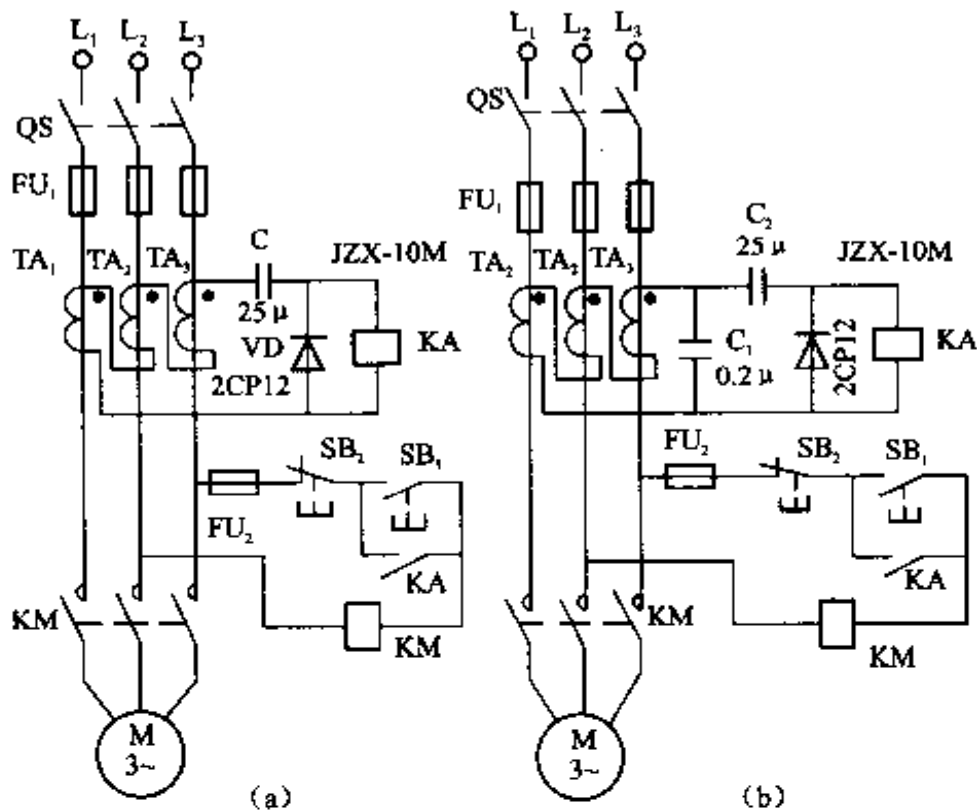 L₁ L₂ L₃
QS
FU₁
TA₁ TA₂ TA₃
C
25 μ
JZX-10M
VD
2CP12
KA
SB₂ SB₁
FU₂
KA
KM
KM
M
3~
(a)
L₁ L₂ L₃
QS
FU₁
C₂
25 μ
JZX-10M
TA₂ TA₂ TA₃
C₁
0.2 μ
2CP12
KA
FU₂ SB₂ SB₁
KA
KM
KM
M
3~
(b)